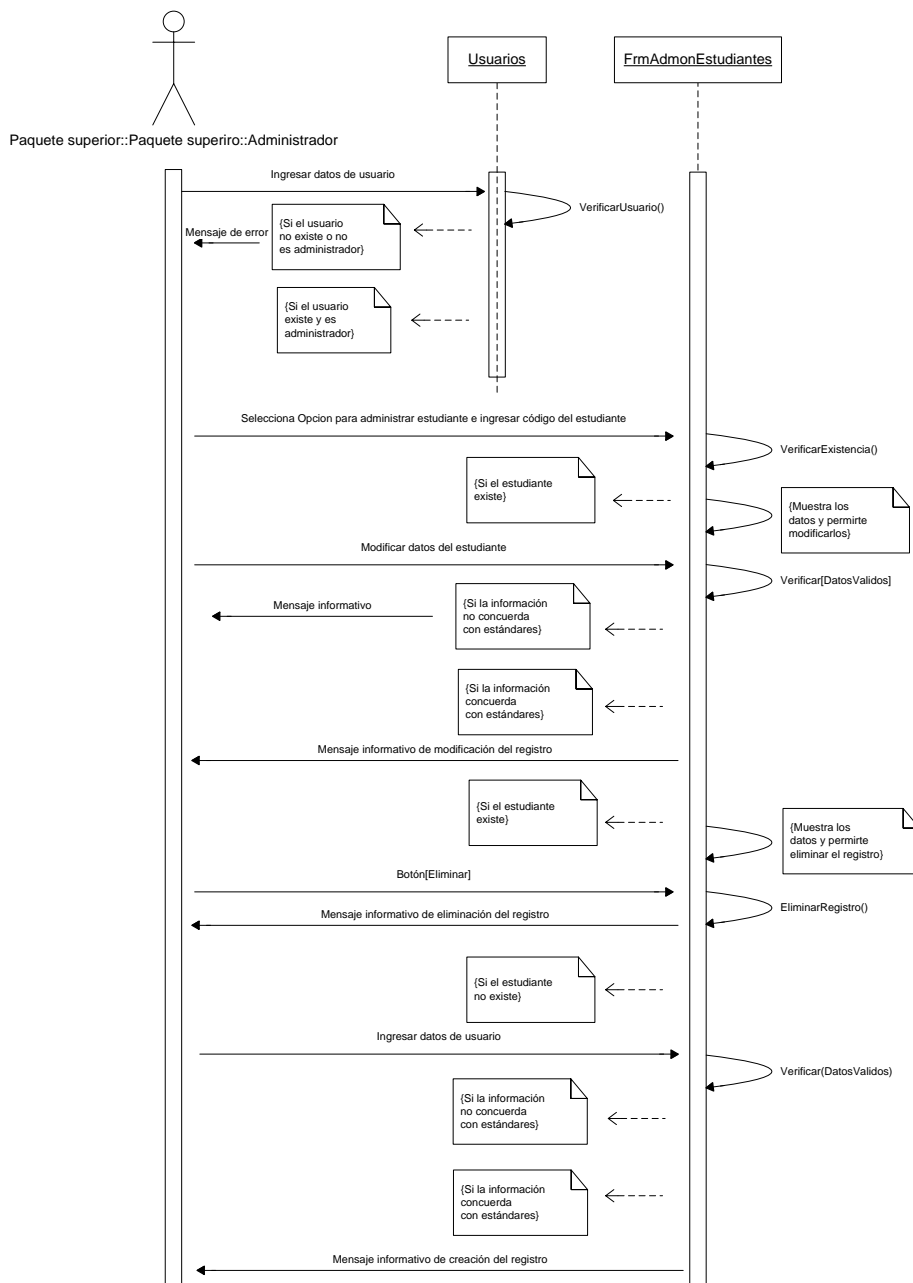 Usuarios
FrmAdmonEstudiantes
Paquete superior::Paquete superiro::Administrador
Ingresar datos de usuario
VerificarUsuario()
{Si el usuario
no existe o no
es administrador}
Mensaje de error
{Si el usuario
existe y es
administrador}
Selecciona Opcion para administrar estudiante e ingresar código del estudiante
VerificarExistencia()
{Si el estudiante
existe}
{Muestra los
datos y permirte
modificarlos}
Modificar datos del estudiante
Verificar[DatosValidos]
Mensaje informativo
{Si la información
no concuerda
con estándares}
{Si la información
concuerda
con estándares}
Mensaje informativo de modificación del registro
{Si el estudiante
existe}
{Muestra los
datos y permirte
eliminar el registro}
Botón[Eliminar]
EliminarRegistro()
Mensaje informativo de eliminación del registro
{Si el estudiante
no existe}
Ingresar datos de usuario
Verificar(DatosValidos)
{Si la información
no concuerda
con estándares}
{Si la información
concuerda
con estándares}
Mensaje informativo de creación del registro